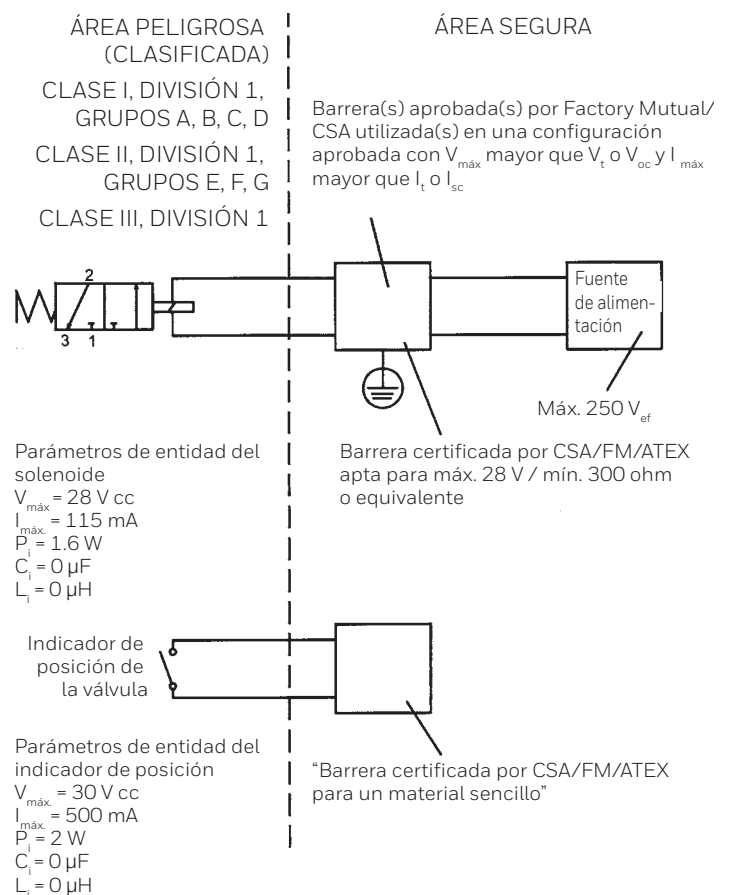 ÁREA PELIGROSA
(CLASIFICADA)
CLASE I, DIVISIÓN 1,
GRUPOS A, B, C, D
CLASE II, DIVISIÓN 1,
GRUPOS E, F, G
CLASE III, DIVISIÓN 1
ÁREA SEGURA
Barrera(s) aprobada(s) por Factory Mutual/
CSA utilizada(s) en una configuración
aprobada con Vmáx mayor que Vt o Voc y I máx
mayor que It o Isc
2
3 1
Fuente
de alimen-
tación
Máx. 250 Vef
Barrera certificada por CSA/FM/ATEX
apta para máx. 28 V / mín. 300 ohm
o equivalente
Parámetros de entidad del
solenoide
Vmáx = 28 V cc
Imáx. = 115 mA
Pi = 1.6 W
Ci = 0 µF
Li = 0 µH
Indicador de
posición de
la válvula
Parámetros de entidad del
indicador de posición
Vmáx. = 30 V cc
Imáx. = 500 mA
Pi = 2 W
Ci = 0 µF
Li = 0 µH
“Barrera certificada por CSA/FM/ATEX
para un material sencillo”